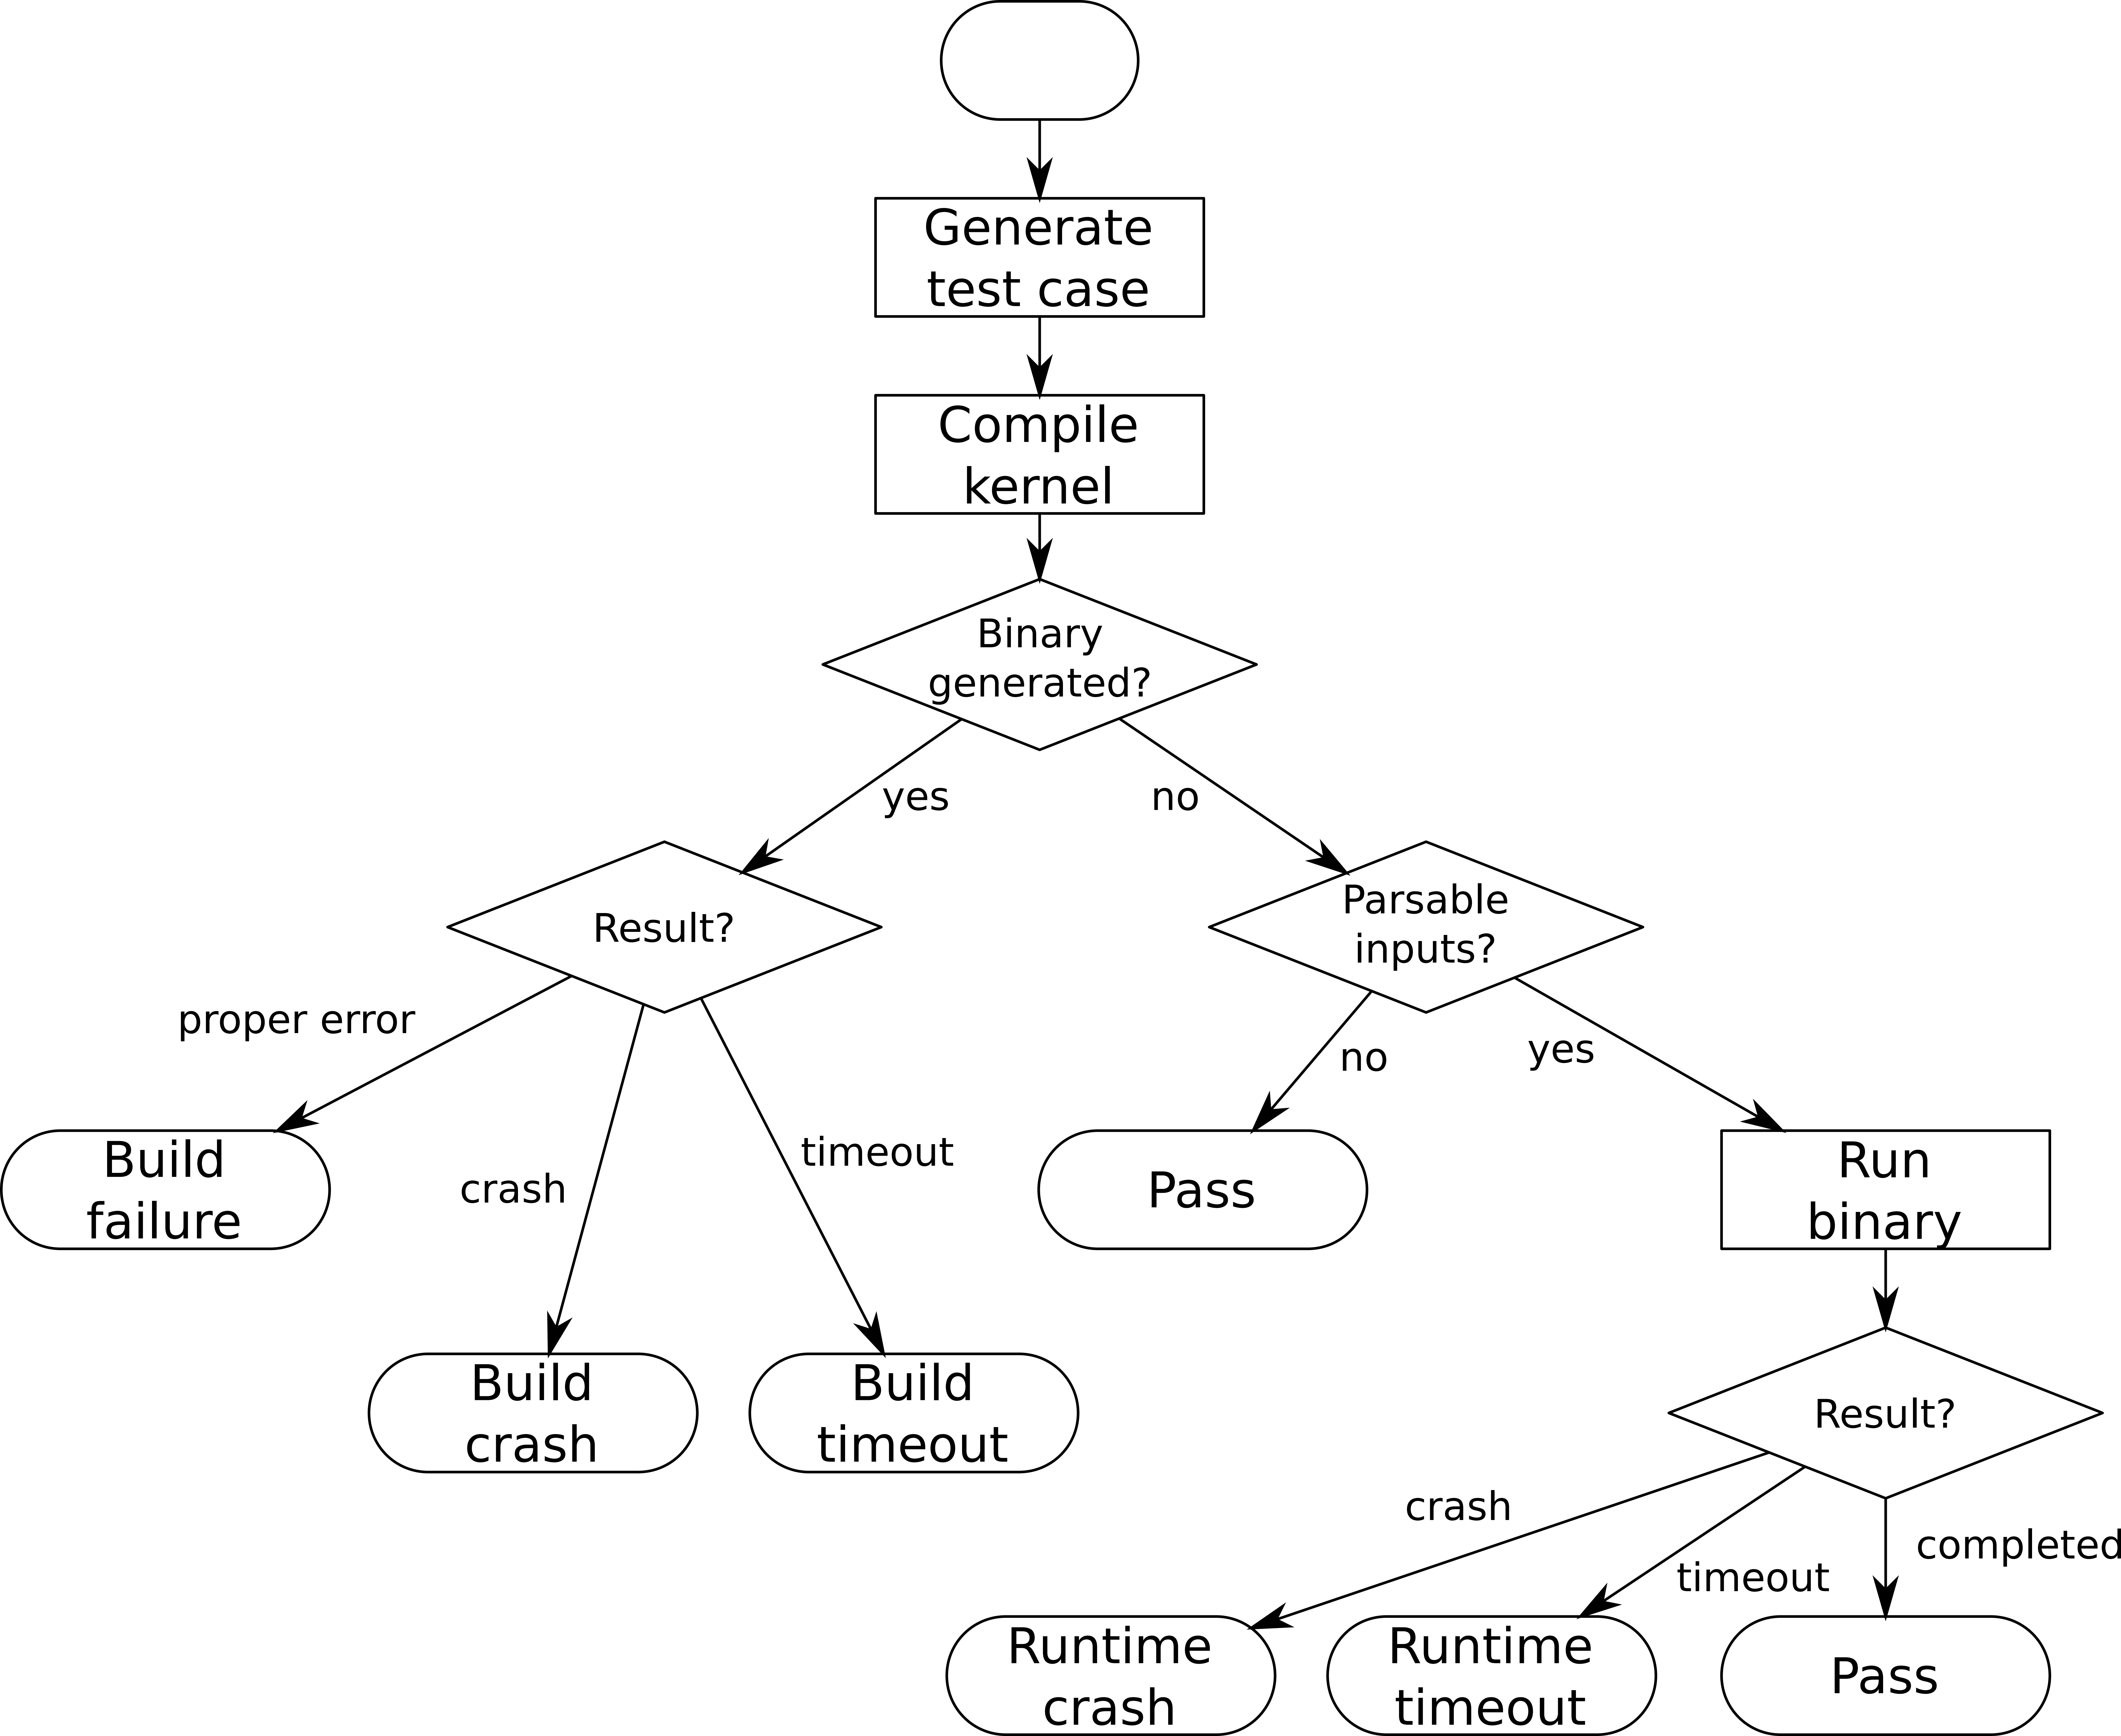 Generate
test case
Compile
kernel
Binary
generated?
yes
no
Result?
Parsable
inputs?
proper error
crash
timeout
no
yes
Build
failure
Pass
Run
binary
Build
crash
Build
timeout
Result?
crash
timeout
completed
Runtime
crash
Runtime
timeout
Pass